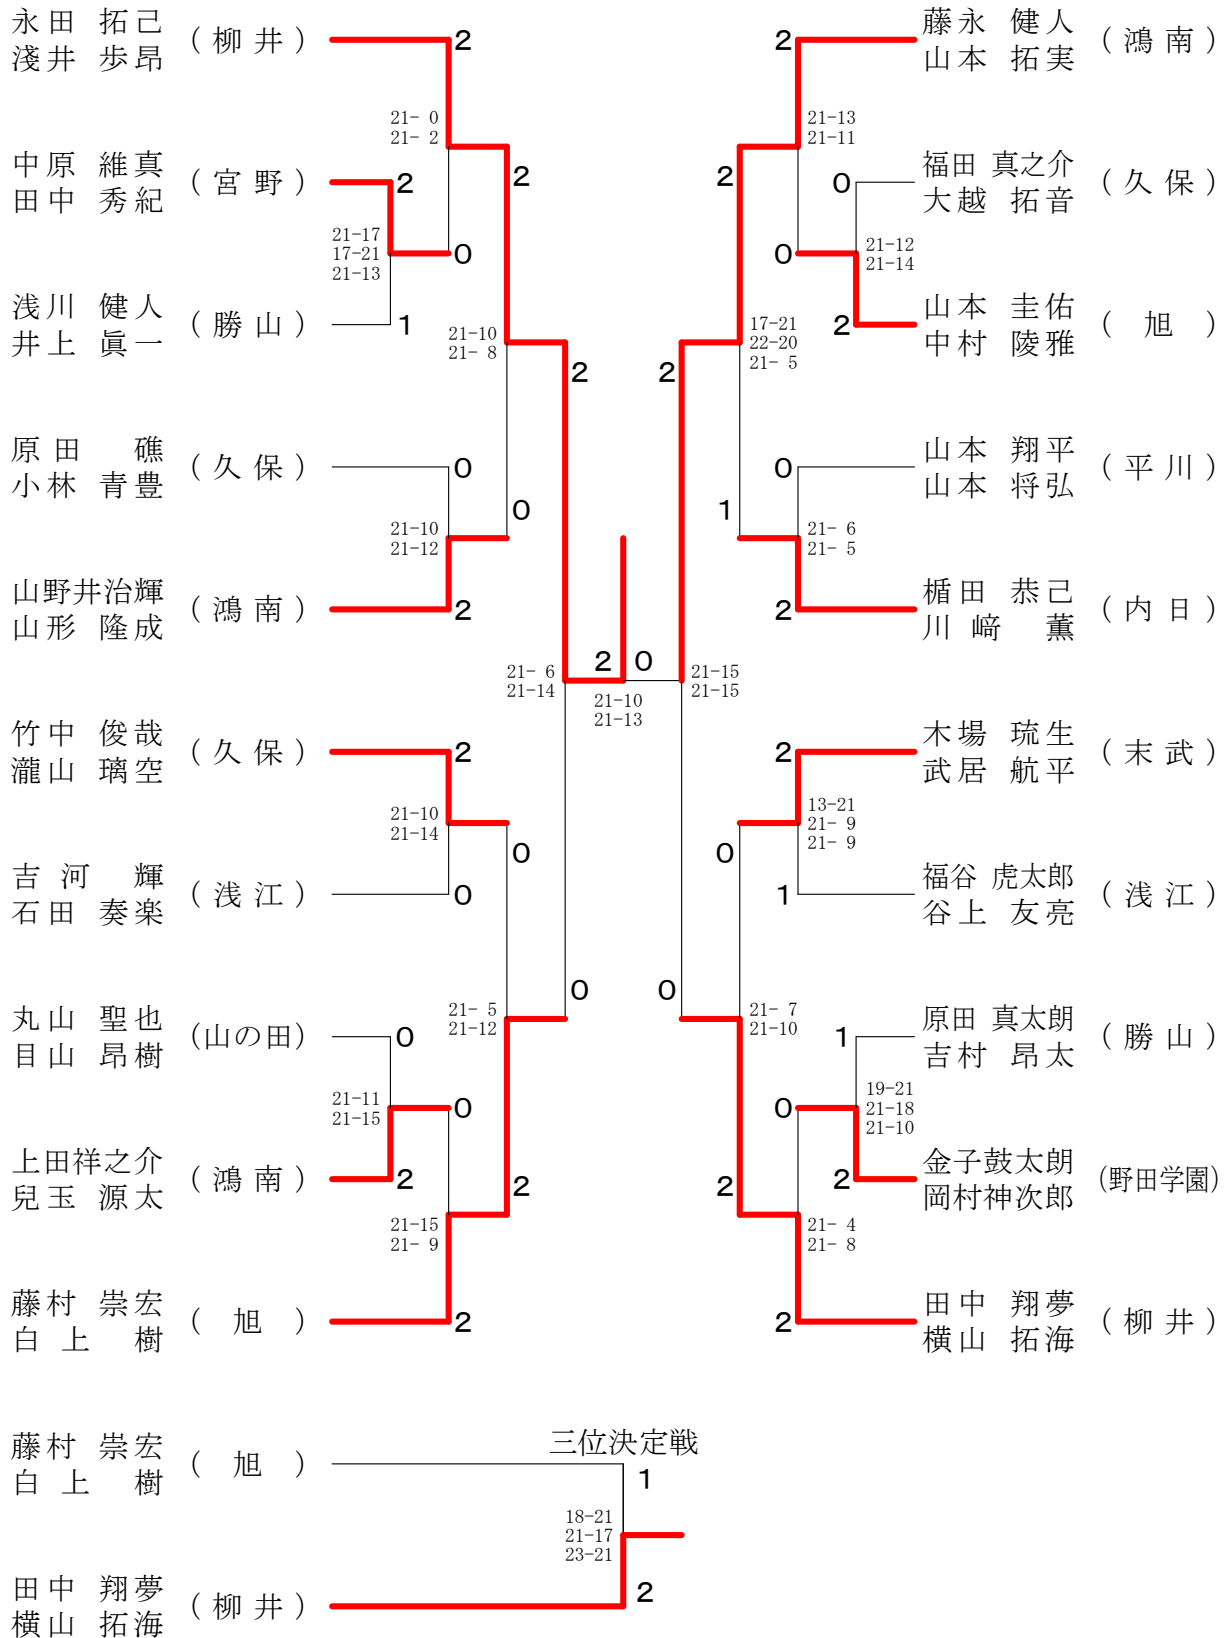 永田 拓己
淺井 歩昂
（ 柳 井 ）
2
21- 0
21- 2
中原 維真
田中 秀紀
（ 宮 野 ）
2
2
21-17
17-21
21-13
0
浅川 健人
井上 眞一
（ 勝 山 ）
1
21-10
21- 8
2
原田 礁
小林 青豊
（ 久 保 ）
0
0
21-10
21-12
山野井治輝
山形 隆成
（ 鴻 南 ）
2
21- 6
21-14
竹中 俊哉
瀧山 璃空
（ 久 保 ）
2
21-10
21-14
0
吉河 輝
石田 奏楽
（ 浅 江 ）
0
0
丸山 聖也
目山 昂樹
（山の田）
0
21- 5
21-12
21-11
21-15
0
上田祥之介
兒玉 源太
（ 鴻 南 ）
2
2
21-15
21- 9
藤村 崇宏
白上 樹
（ 旭 ）
2
2 0
21-10
21-13
藤永 健人
山本 拓実
（ 鴻 南 ）
2
21-13
21-11
福田 真之介
大越 拓音
（ 久 保 ）
2
0
0
21-12
21-14
山本 圭佑
中村 陵雅
（ 旭 ）
2
17-21
22-20
21- 5
2
山本 翔平
山本 将弘
（ 平 川 ）
0
1
21- 6
21- 5
楯田 恭己
川﨑 薫
（ 内 日 ）
2
21-15
21-15
木場 琉生
武居 航平
（ 末 武 ）
2
13-21
21- 9
21- 9
0
福谷 虎太郎
谷上 友亮
（ 浅 江 ）
1
0
21- 7
21-10
原田 真太朗
吉村 昂太
（ 勝 山 ）
1
19-21
21-18
21-10
0
金子鼓太朗
岡村神次郎
（野田学園）
2
2
21- 4
21- 8
田中 翔夢
横山 拓海
（ 柳 井 ）
2
三位決定戦
藤村 崇宏
白上 樹
（ 旭 ）
1
18-21
21-17
23-21
田中 翔夢
横山 拓海
（ 柳 井 ）
2